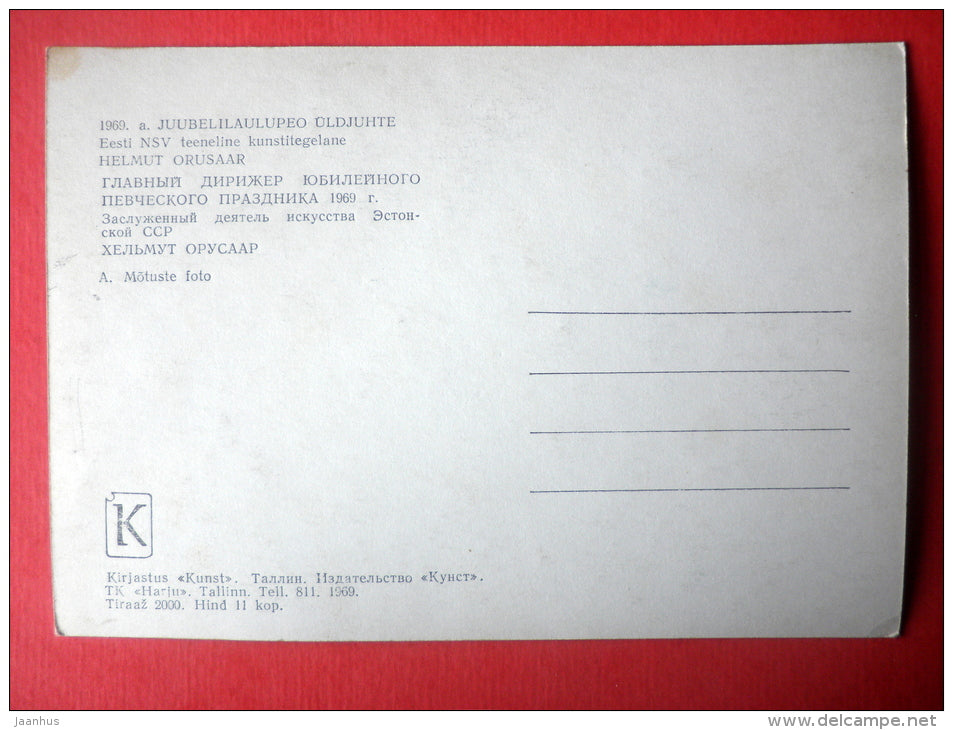 1969. a. JUUBELILAULUPEO ÜLDJUHTE
Eesti NSV teeneline kunstitegelane
HELMUT ORUSAAR
ГЛАВНЫЙ ДИРИЖЕР ЮБИЛЕЙНОГО
ПЕВЧЕСКОГО ПРАЗДНИКА 1969 г.
Заслуженный деятель искусства Эстон-
ской ССР
ХЕЛЬМУТ ОРУСААР
A. Mõtuste foto
K
Kirjastus «Kunst». Таллин. Издательство «Кунст».
TK «Harju». Tallinn. Tell. 811. 1969.
Tiraaž 2000. Hind 11 kop.
Jaanhus
www.delcampe.net